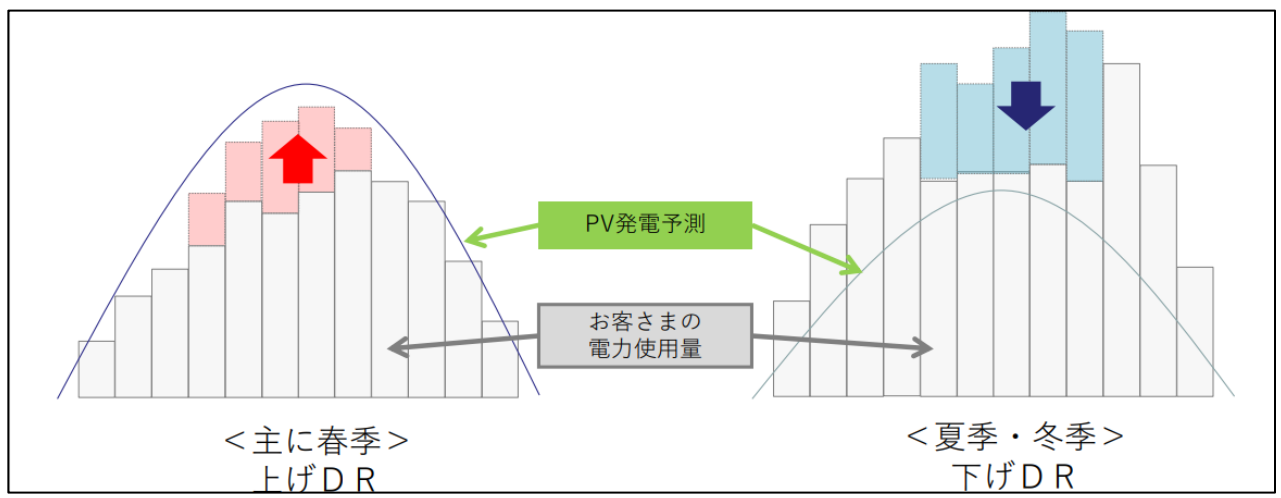 PV発電予測
お客さまの
電力使用量
＜主に春季＞
上げＤＲ
＜夏季・冬季＞
下げＤＲ